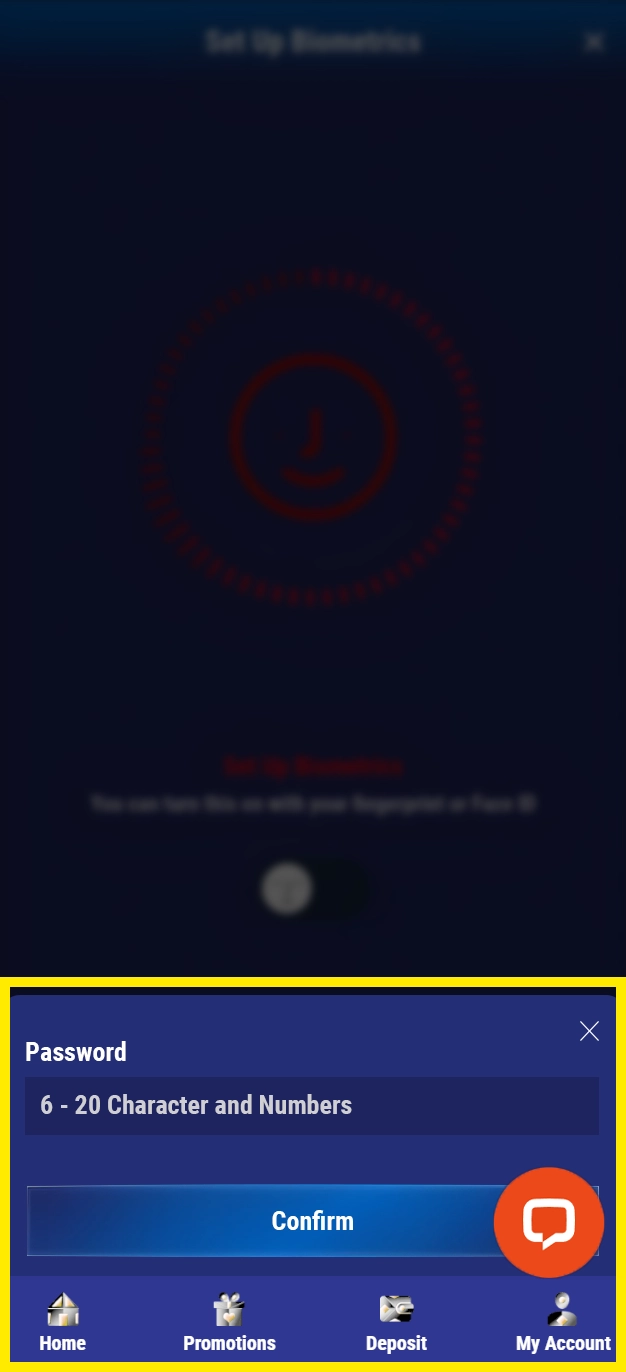 Set Up Biometrics
Set Up Biometrics
You can turn this on with your fingerprint or Face ID
Password
6 - 20 Character and Numbers
Confirm
Home
Promotions
Deposit
My Account